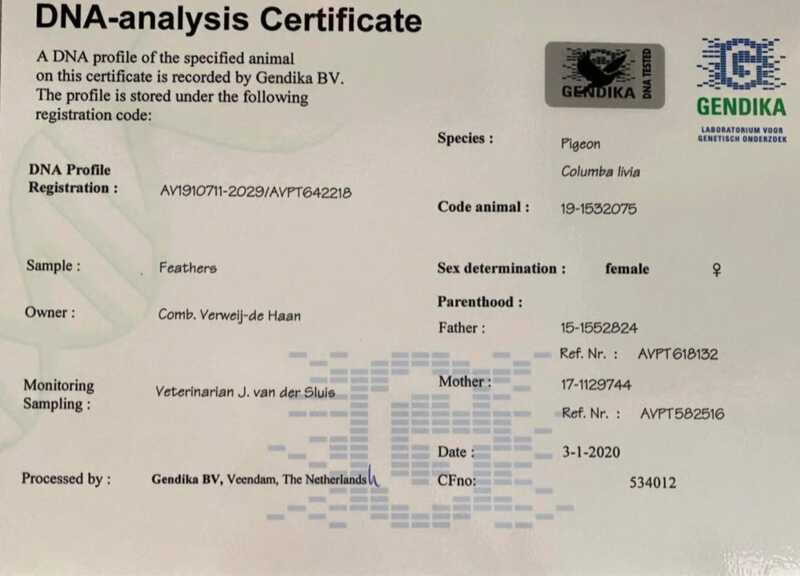 DNA-analysis Certificate
A DNA profile of the specified animal
on this certificate is recorded by Gendika BV.
The profile is stored under the following
registration code:
GENDIKA
DNA TESTED
GENDIKA
LABORATORIUM VOOR
GENETISCH ONDERZOEK
DNA Profile
Registration : AV1910711-2029/AVPT642218
Sample : Feathers
Owner : Comb. Verweij-de Haan
Monitoring
Sampling : Veterinarian J. van der Sluis
Processed by : Gendika BV, Veendam, The Netherlands
Species : Pigeon
Columba livia
Code animal : 19-1532075
Sex determination : female ♀
Parenthood :
Father : 15-1552824
Ref. Nr. : AVPT618132
Mother : 17-1129744
Ref. Nr. : AVPT582516
Date : 3-1-2020
CFno: 534012